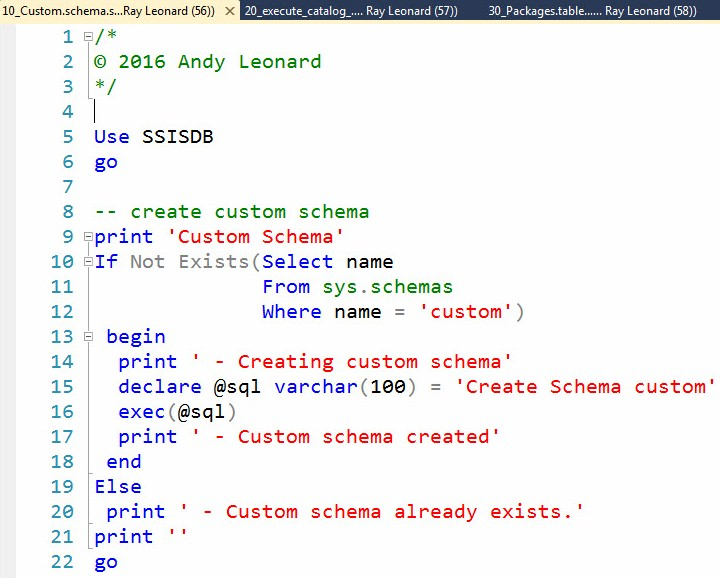 10_Custom.schema.s...Ray Leonard (56)) × 20_execute_catalog_.... Ray Leonard (57)) 30_Packages.table...... Ray Leonard (58))
1 /*
2 © 2016 Andy Leonard
3 */
4
5 Use SSISDB
6 go
7
8 -- create custom schema
9 print 'Custom Schema'
10 If Not Exists(Select name
11 From sys.schemas
12 Where name = 'custom')
13 begin
14 print ' - Creating custom schema'
15 declare @sql varchar(100) = 'Create Schema custom'
16 exec(@sql)
17 print ' - Custom schema created'
18 end
19 Else
20 print ' - Custom schema already exists.'
21 print ''
22 go